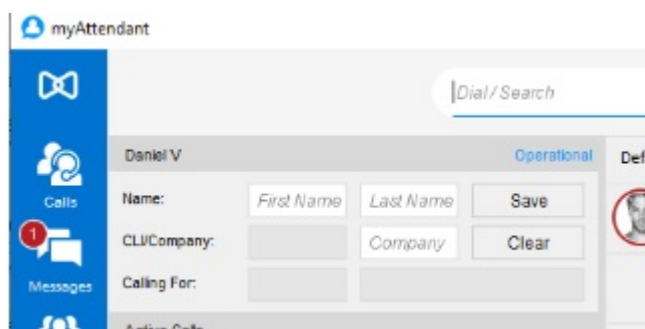 myAttendant
Dial / Search
Daniel V Operational Def
Calls Name: First Name Last Name Save
1 CLI/Company: Company Clear
Messages Calling For:
Active Calls